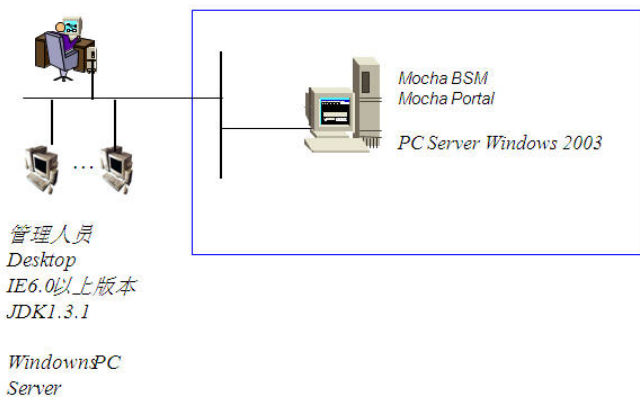 Mocha BSM
Mocha Portal
PC Server Windows 2003
...
管理人员
Desktop
IE6.0以上版本
JDK1.3.1
WindownsPC
Server